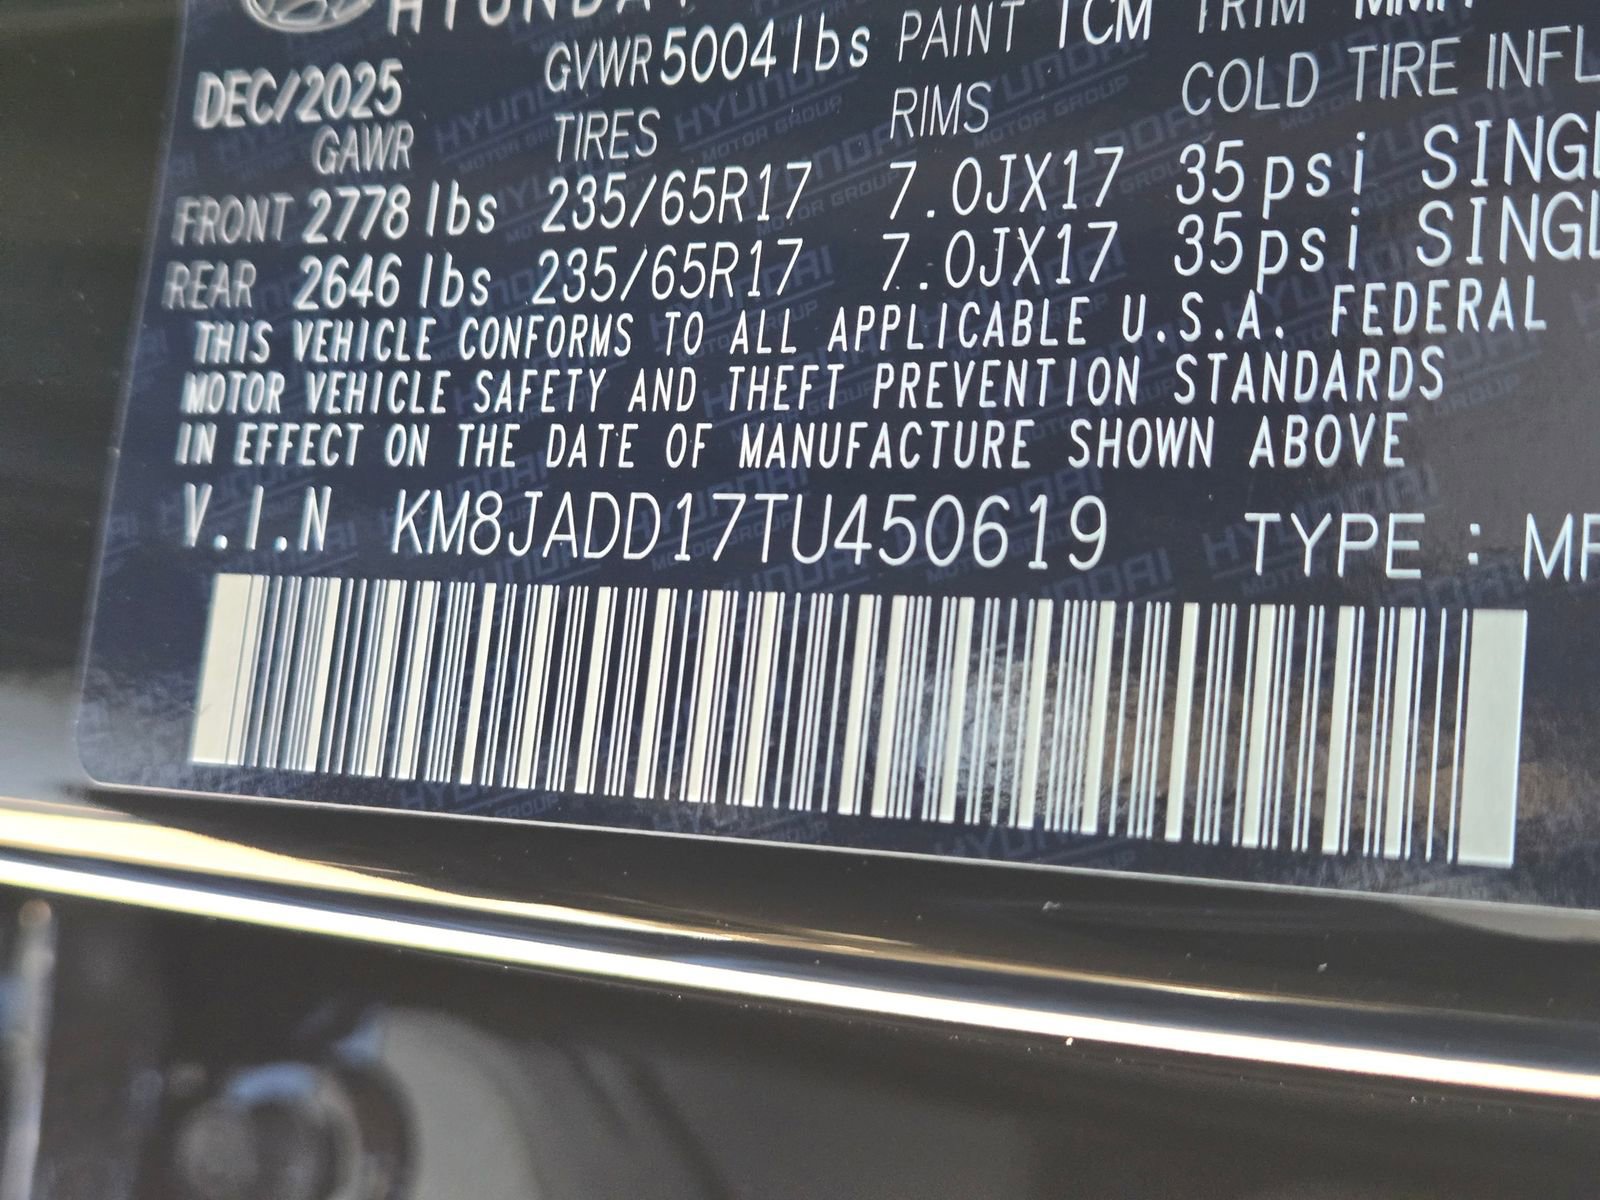 HYUNDAI
DEC/2025 GVWR 5004 lbs PAINT TCM TRIM MMH
GAWR TIRES RIMS COLD TIRE INFL
FRONT 2778 lbs 235/65R17 7.0JX17 35psi SINGL
REAR 2646 lbs 235/65R17 7.0JX17 35psi SINGL
THIS VEHICLE CONFORMS TO ALL APPLICABLE U.S.A. FEDERAL
MOTOR VEHICLE SAFETY AND THEFT PREVENTION STANDARDS
IN EFFECT ON THE DATE OF MANUFACTURE SHOWN ABOVE
V.I.N KM8JADD17TU450619 TYPE : MP